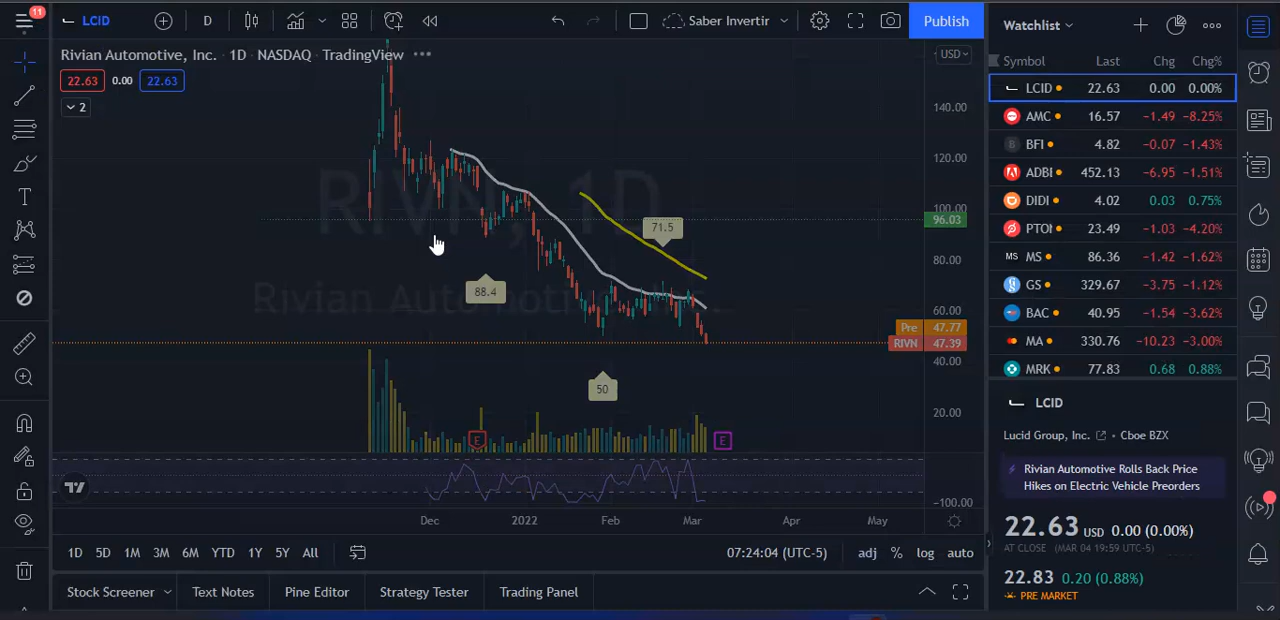 11
LCID
D
Saber Invertir
Publish
Rivian Automotive, Inc. · 1D · NASDAQ · TradingView
USD
22.63 0.00 22.63
2
RIVN, 1D
Rivian Automotive
140.00
120.00
100.00
96.03
80.00
60.00
Pre 47.77
RIVN 47.39
40.00
20.00
-100.00
71.5
88.4
50
E
E
Dec 2022 Feb Mar Apr May
1D 5D 1M 3M 6M YTD 1Y 5Y All
07:24:04 (UTC-5) adj % log auto
Stock Screener Text Notes Pine Editor Strategy Tester Trading Panel
Watchlist
Symbol Last Chg Chg%
LCID 22.63 0.00 0.00%
AMC 16.57 −1.49 −8.25%
BFI 4.82 −0.07 −1.43%
ADBE 452.13 −6.95 −1.51%
DIDI 4.02 0.03 0.75%
PTON 23.49 −1.03 −4.20%
MS MS 86.36 −1.42 −1.62%
GS 329.67 −3.75 −1.12%
BAC 40.95 −1.54 −3.62%
MA 330.76 −10.23 −3.00%
MRK 77.83 0.68 0.88%
LCID
Lucid Group, Inc. • Cboe BZX
Rivian Automotive Rolls Back Price
Hikes on Electric Vehicle Preorders
22.63 USD 0.00 (0.00%)
AT CLOSE (MAR 04 19:59 UTC-5)
22.83 0.20 (0.88%)
PRE MARKET